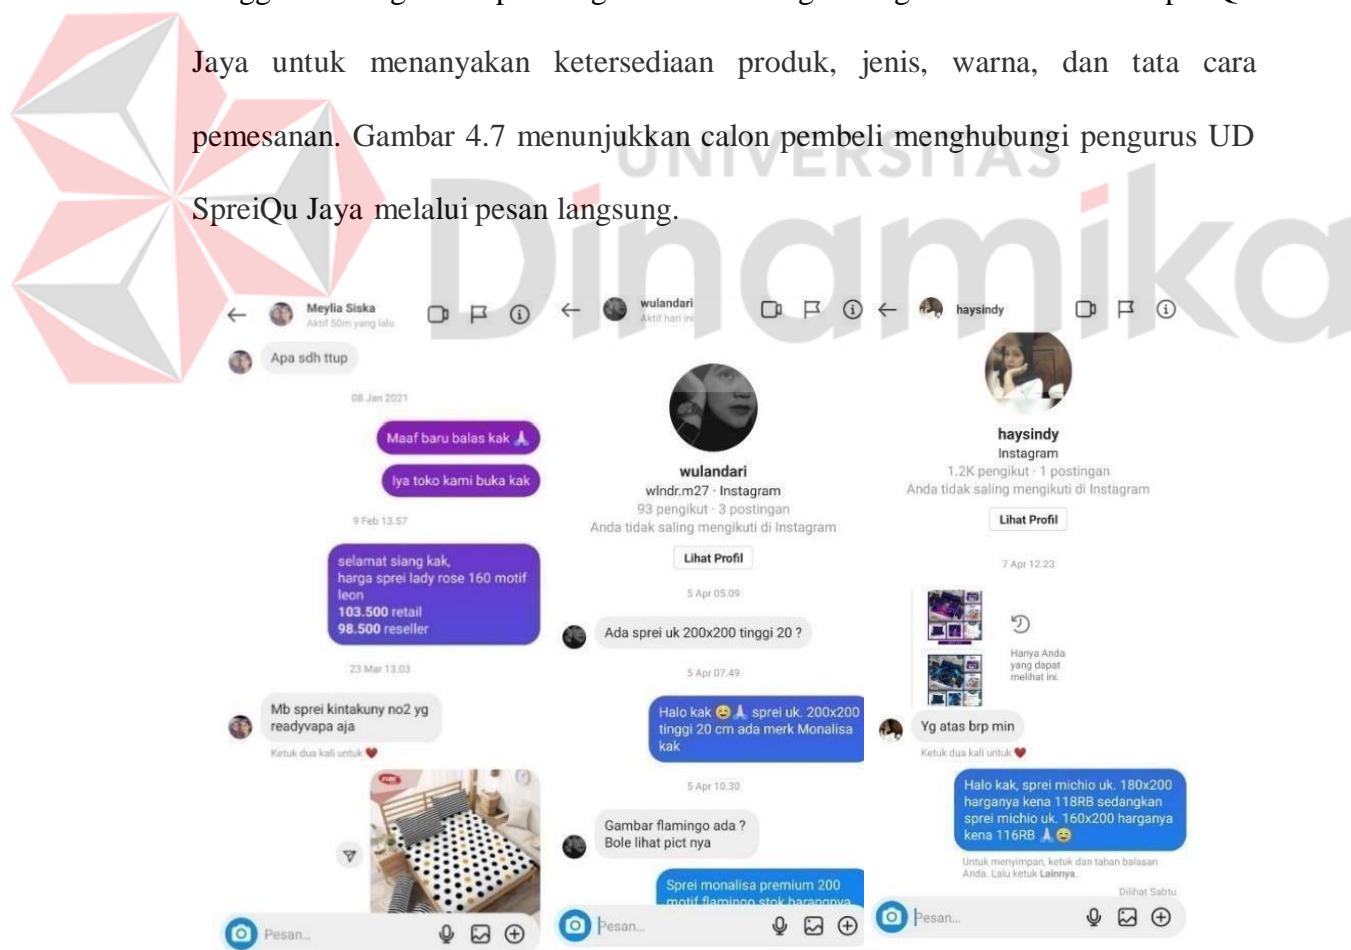 Jaya untuk menanyakan ketersediaan produk, jenis, warna, dan tata cara
pemesanan. Gambar 4.7 menunjukkan calon pembeli menghubungi pengurus UD
SpreiQu Jaya melalui pesan langsung.
UNIVERSITAS
Dinamika
Meylia Siska
Aktif 50m yang lalu
Apa sdh ttup
08 Jan 2021
Maaf baru balas kak 🙏
Iya toko kami buka kak
9 Feb 13.57
selamat siang kak,
harga sprei lady rose 160 motif
leon
103.500 retail
98.500 reseller
23 Mar 13.03
Mb sprei kintakuny no2 yg
readyvapa aja
Ketuk dua kali untuk ❤
Pesan...
wulandari
Aktif hari ini
wulandari
wlndr.m27 · Instagram
93 pengikut · 3 postingan
Anda tidak saling mengikuti di Instagram
Lihat Profil
5 Apr 05.09
Ada sprei uk 200x200 tinggi 20 ?
5 Apr 07.49
Halo kak 😊🙏 sprei uk. 200x200
tinggi 20 cm ada merk Monalisa
kak
5 Apr 10.30
Gambar flamingo ada ?
Bole lihat pict nya
Sprei monalisa premium 200
motif flamingo stok barangnya
Pesan...
haysindy
haysindy
Instagram
1.2K pengikut · 1 postingan
Anda tidak saling mengikuti di Instagram
Lihat Profil
7 Apr 12.23
Hanya Anda
yang dapat
melihat ini.
Yg atas brp min
Ketuk dua kali untuk ❤
Halo kak, sprei michio uk. 180x200
harganya kena 118RB sedangkan
sprei michio uk. 160x200 harganya
kena 116RB 🙏😊
Untuk menyimpan, ketuk dan tahan balasan
Anda. Lalu ketuk Lainnya.
Dilihat Sabtu
Pesan...